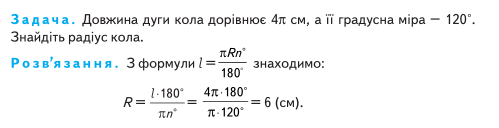 Задача. Довжина дуги кола дорівнює 4π см, а її градусна міра — 120°.
Знайдіть радіус кола.
Розв'язання. З формули l = πRn°/180° знаходимо:
R = l·180°/πn° = 4π·180°/π·120° = 6 (см).